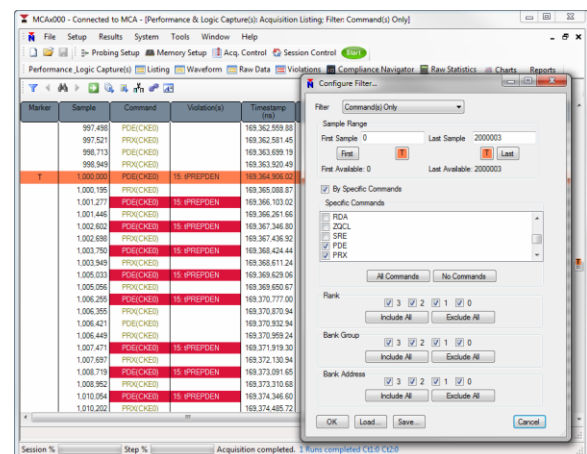 MCAx000 - Connected to MCA - [Performance & Logic Capture(s): Acquisition Listing; Filter: Command(s) Only]
File Setup Results System Tools Window Help
Probing Setup Memory Setup Acq. Control Session Control Start
Performance_Logic Capture(s) Listing Waveform Raw Data Violations Compliance Navigator Raw Statistics Charts Reports
Marker Sample Command Violation(s) Timestamp (ns)
997,498 PDE(CKE0) 169,362,559.88
997,521 PRX(CKE0) 169,362,581.45
998,713 PDE(CKE0) 169,363,699.19
998,949 PRX(CKE0) 169,363,920.49
T 1,000,000 PDE(CKE0) 15: tPREPDEN 169,364,906.02
1,000,195 PRX(CKE0) 169,365,088.87
1,001,277 PDE(CKE0) 15: tPREPDEN 169,366,103.02
1,001,446 PRX(CKE0) 169,366,261.66
1,002,602 PDE(CKE0) 15: tPREPDEN 169,367,346.80
1,002,698 PRX(CKE0) 169,367,436.92
1,003,750 PDE(CKE0) 15: tPREPDEN 169,368,424.44
1,003,949 PRX(CKE0) 169,368,611.24
1,005,033 PDE(CKE0) 15: tPREPDEN 169,369,629.06
1,005,056 PRX(CKE0) 169,369,650.67
1,006,255 PDE(CKE0) 15: tPREPDEN 169,370,777.00
1,006,355 PRX(CKE0) 169,370,870.94
1,006,421 PDE(CKE0) 169,370,932.94
1,006,449 PRX(CKE0) 169,370,959.24
1,007,471 PDE(CKE0) 15: tPREPDEN 169,371,919.30
1,007,697 PRX(CKE0) 169,372,130.94
1,008,719 PDE(CKE0) 15: tPREPDEN 169,373,091.65
1,008,952 PRX(CKE0) 169,373,310.68
1,010,054 PDE(CKE0) 15: tPREPDEN 169,374,346.60
1,010,202 PRX(CKE0) 169,374,485.72
Session % Step % Acquisition completed. 1 Runs completed Ct1:0 Ct2:0
Configure Filter...
Filter Command(s) Only
Sample Range
First Sample 0 Last Sample 2000003
First T T Last
First Available: 0 Last Available: 2000003
By Specific Commands
Specific Commands
RDA
ZQCL
SRE
PDE
PRX
All Commands No Commands
Rank
3 2 1 0
Include All Exclude All
Bank Group
3 2 1 0
Include All Exclude All
Bank Address
3 2 1 0
Include All Exclude All
OK Load... Save... Cancel